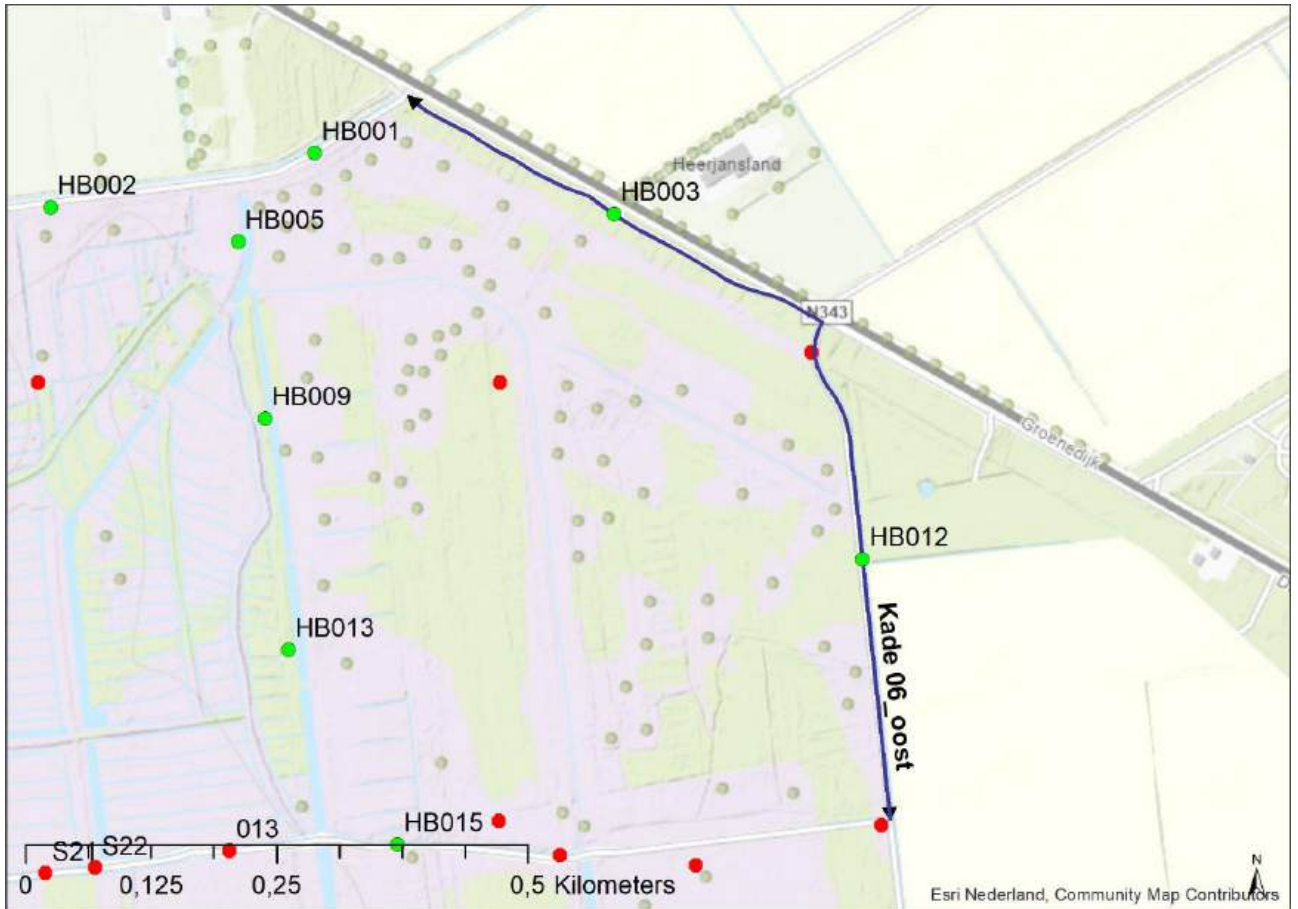 HB001
HB002
HB003
Heerjansland
HB005
N343
HB009
Groenedijk
HB012
HB013
Kade 06_oost
HB015
013
S21
S22
0
0,125
0,25
0,5 Kilometers
N
Esri Nederland, Community Map Contributors